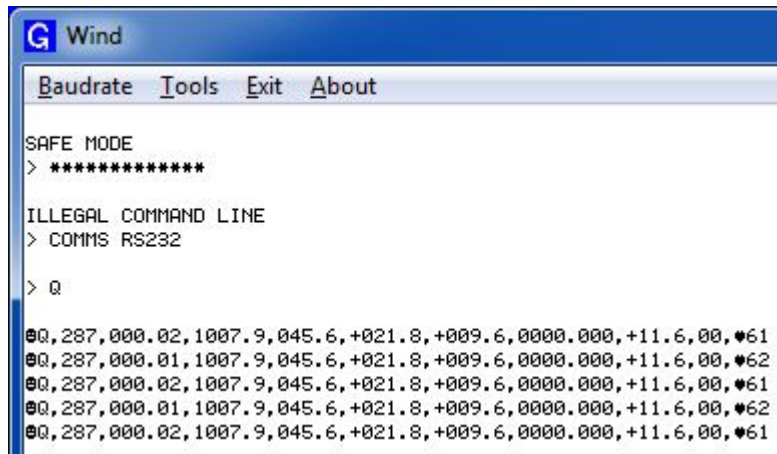 G Wind
Baudrate Tools Exit About
SAFE MODE
> *************
ILLEGAL COMMAND LINE
> COMMS RS232
> Q
☻Q,287,000.02,1007.9,045.6,+021.8,+009.6,0000.000,+11.6,00,♥61
☻Q,287,000.01,1007.9,045.6,+021.8,+009.6,0000.000,+11.6,00,♥62
☻Q,287,000.02,1007.9,045.6,+021.8,+009.6,0000.000,+11.6,00,♥61
☻Q,287,000.01,1007.9,045.6,+021.8,+009.6,0000.000,+11.6,00,♥62
☻Q,287,000.02,1007.9,045.6,+021.8,+009.6,0000.000,+11.6,00,♥61